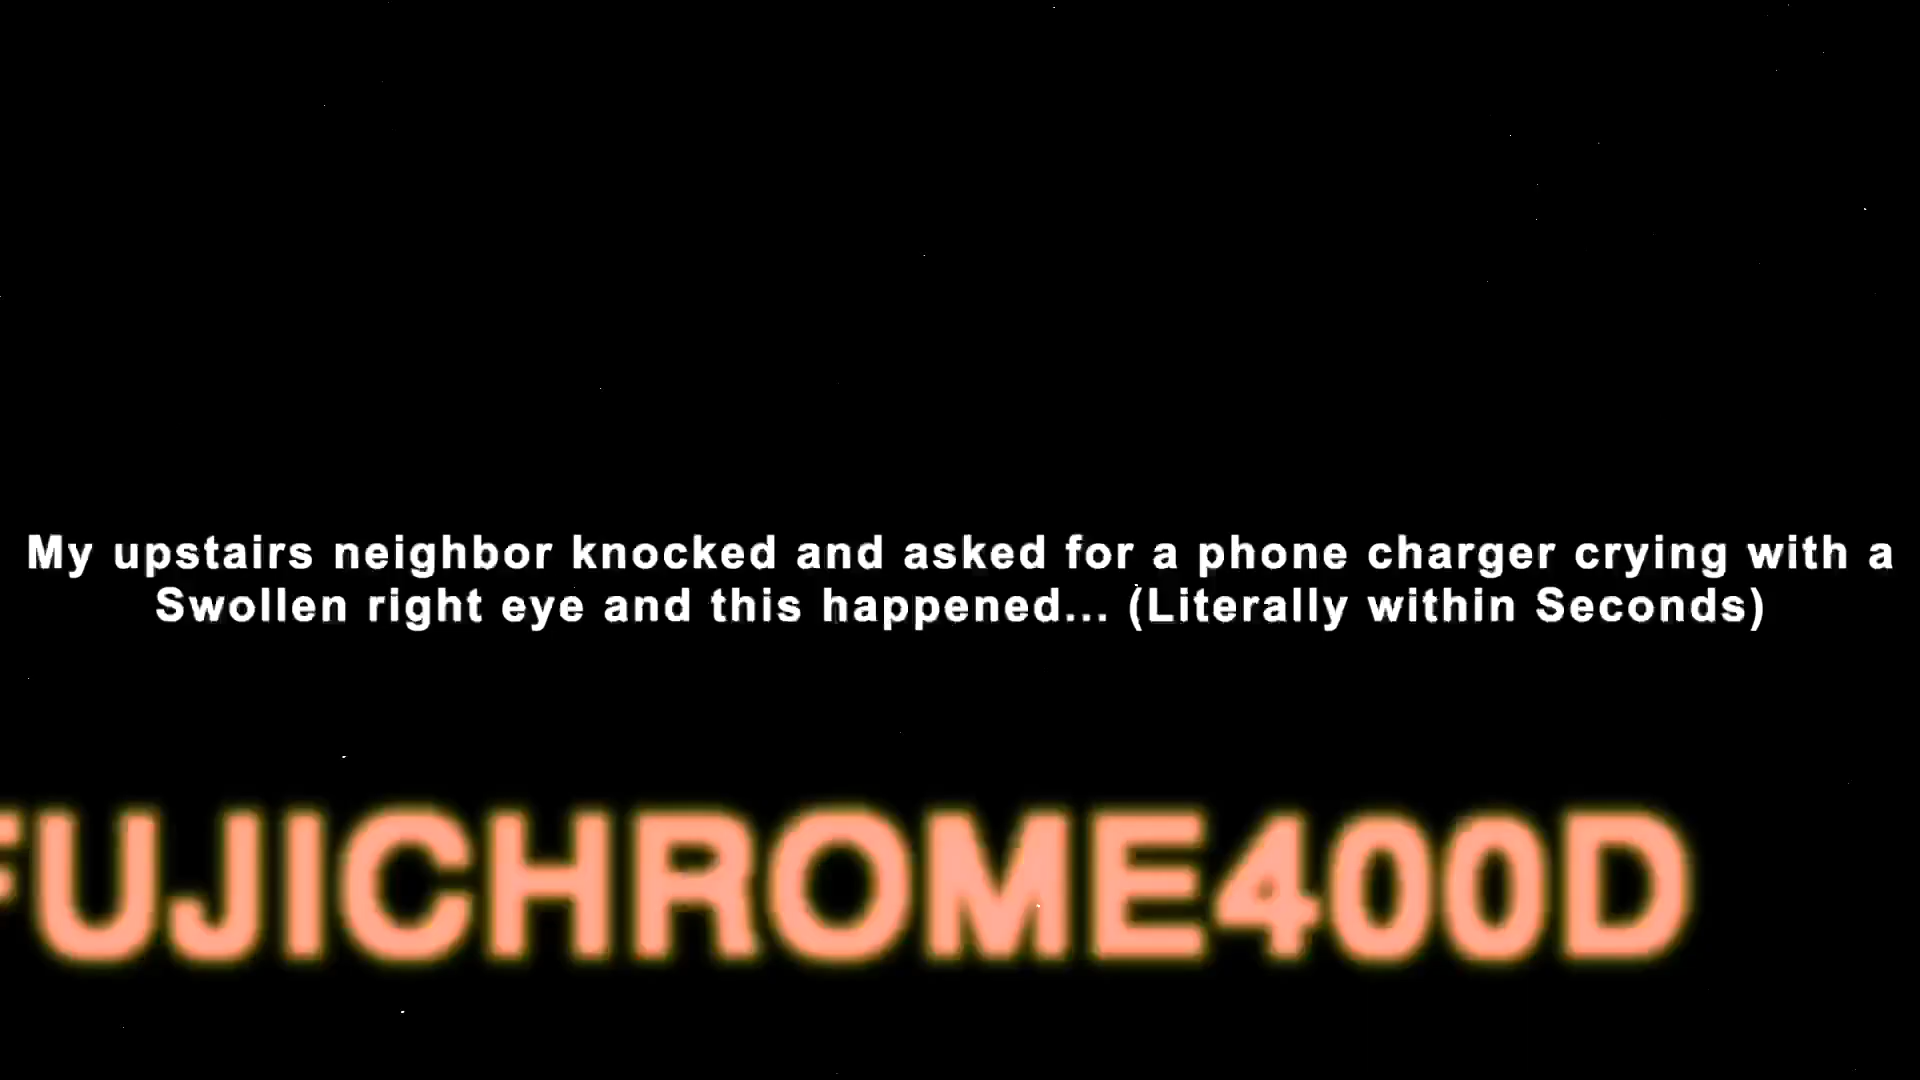 My upstairs neighbor knocked and asked for a phone charger crying with a
Swollen right eye and this happened... (Literally within Seconds)
FUJICHROME400D